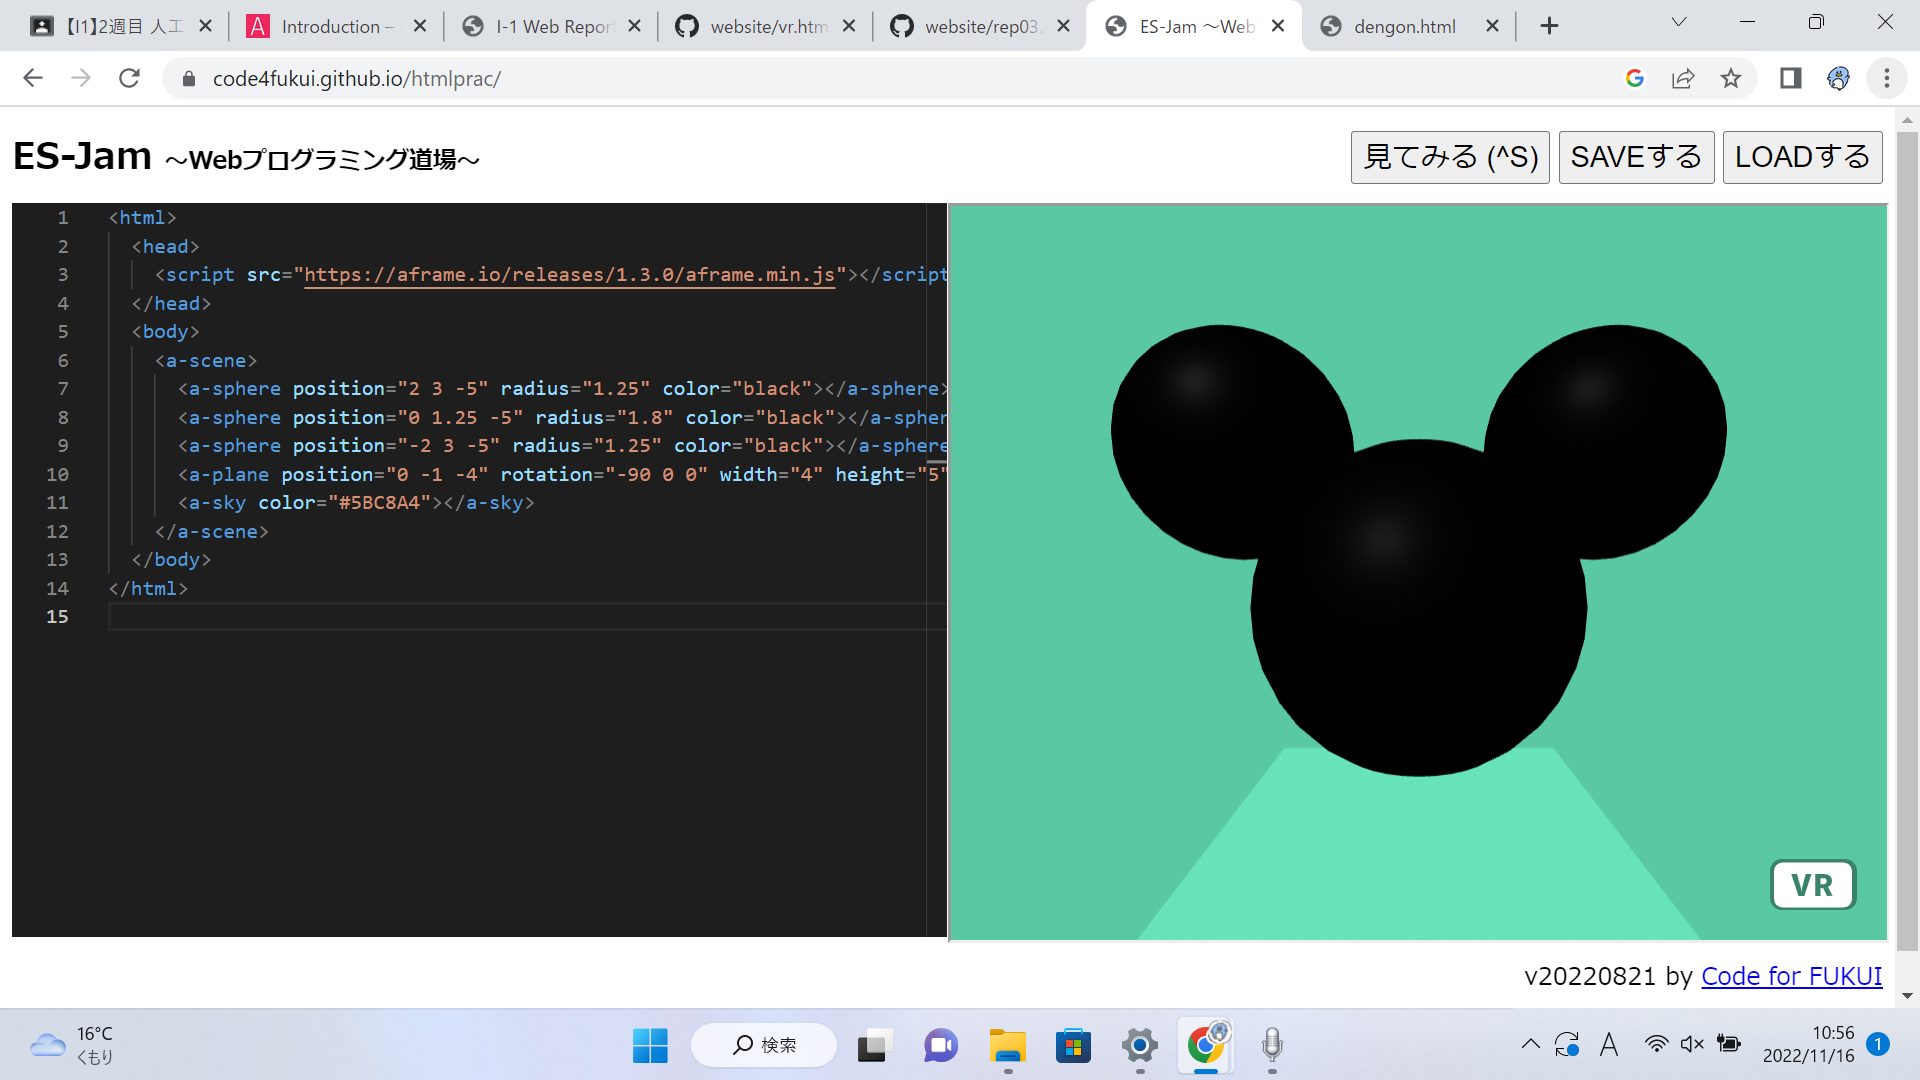 【I1】2週目 人工
Introduction –
I-1 Web Repor
website/vr.htm
website/rep03.
ES-Jam ～Web
dengon.html
code4fukui.github.io/htmlprac/
ES-Jam ～Webプログラミング道場～
見てみる (^S)
SAVEする
LOADする
1 <html>
2 <head>
3 <script src="https://aframe.io/releases/1.3.0/aframe.min.js"></script
4 </head>
5 <body>
6 <a-scene>
7 <a-sphere position="2 3 -5" radius="1.25" color="black"></a-sphere>
8 <a-sphere position="0 1.25 -5" radius="1.8" color="black"></a-spher
9 <a-sphere position="-2 3 -5" radius="1.25" color="black"></a-sphere
10 <a-plane position="0 -1 -4" rotation="-90 0 0" width="4" height="5"
11 <a-sky color="#5BC8A4"></a-sky>
12 </a-scene>
13 </body>
14 </html>
15
VR
v20220821 by Code for FUKUI
16°C
くもり
検索
A
10:56
2022/11/16
1